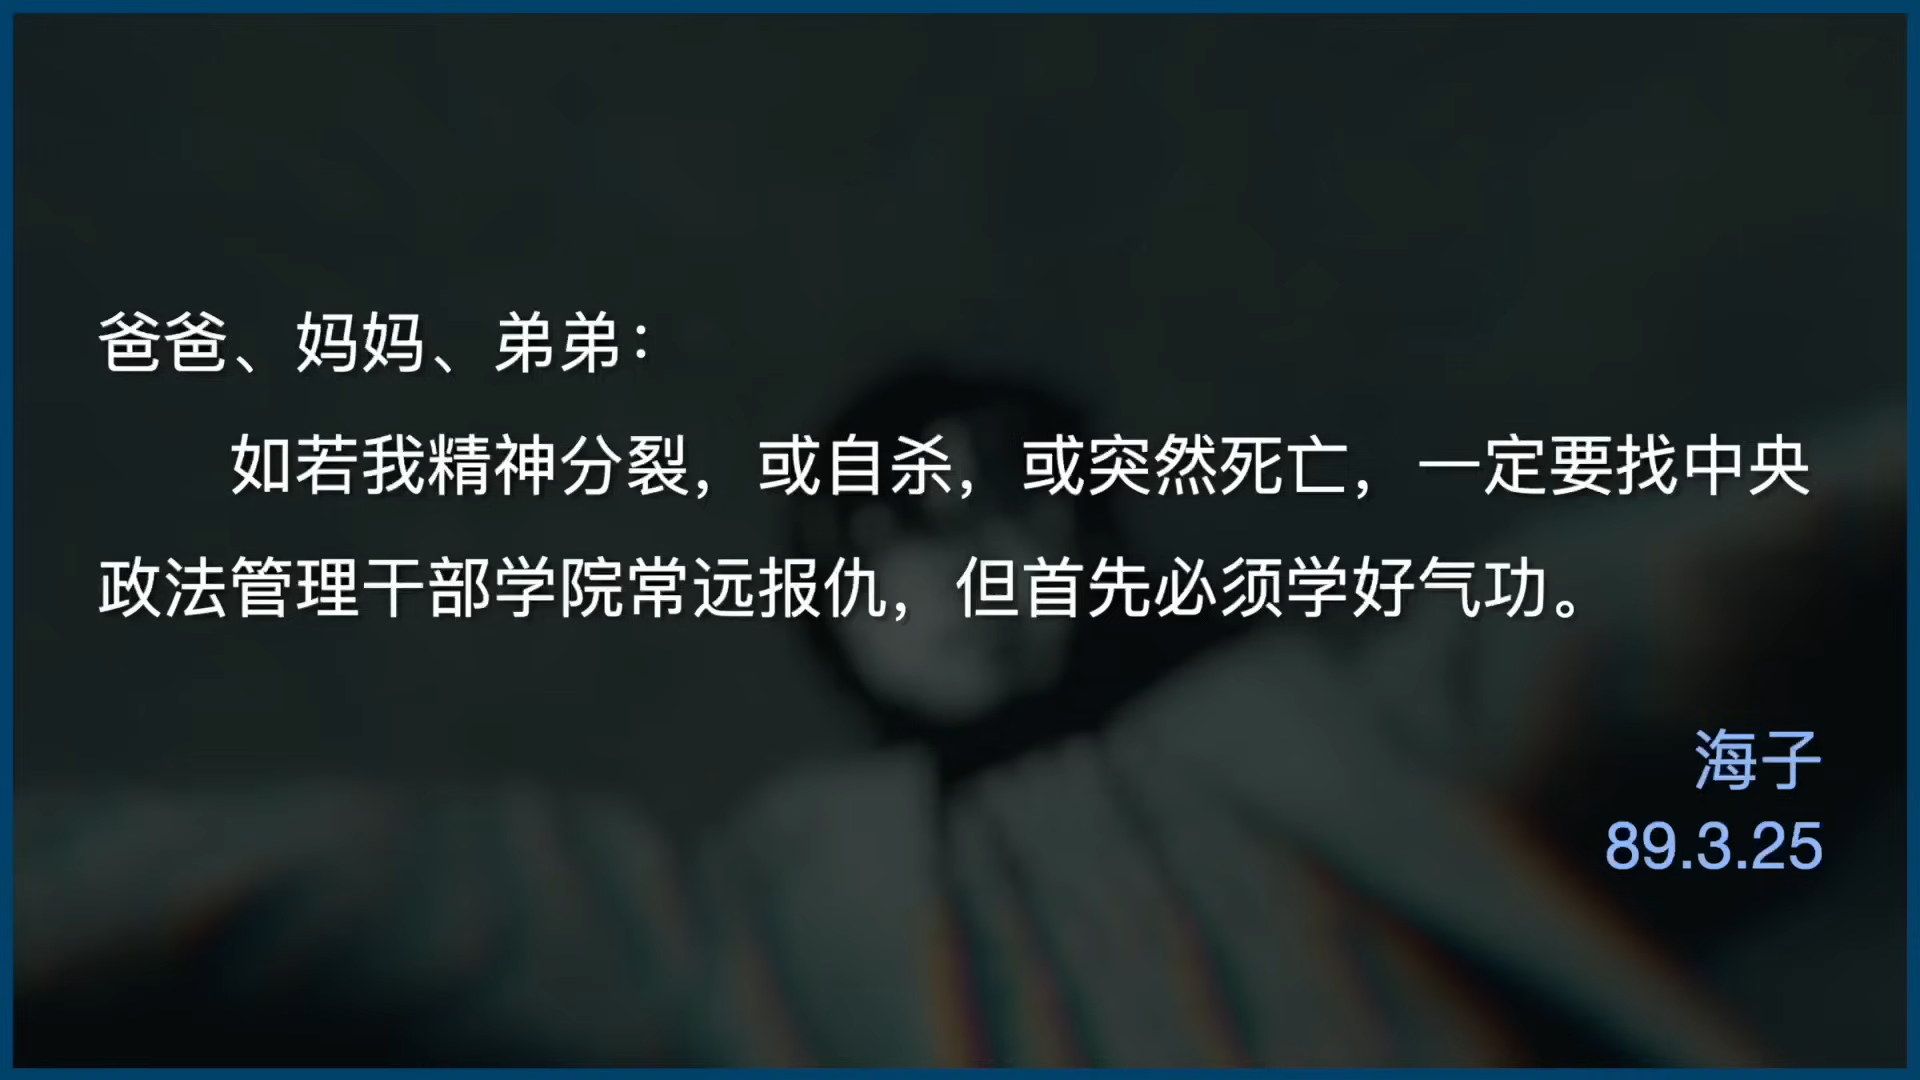 爸爸、妈妈、弟弟：
如若我精神分裂，或自杀，或突然死亡，一定要找中央
政法管理干部学院常远报仇，但首先必须学好气功。
海子
89.3.25